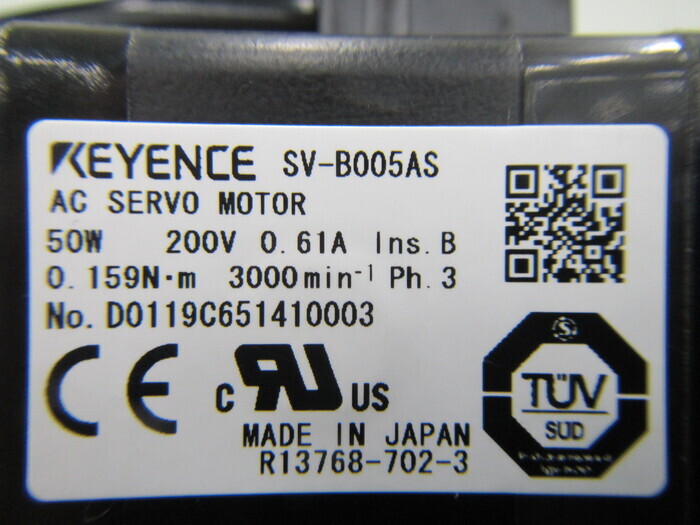 KEYENCE SV-B005AS
AC SERVO MOTOR
50W 200V 0.61A Ins.B
0.159N·m 3000min⁻¹ Ph.3
No.D0119C651410003
CE
C RU US
TÜV
SÜD
MADE IN JAPAN
R13768-702-3